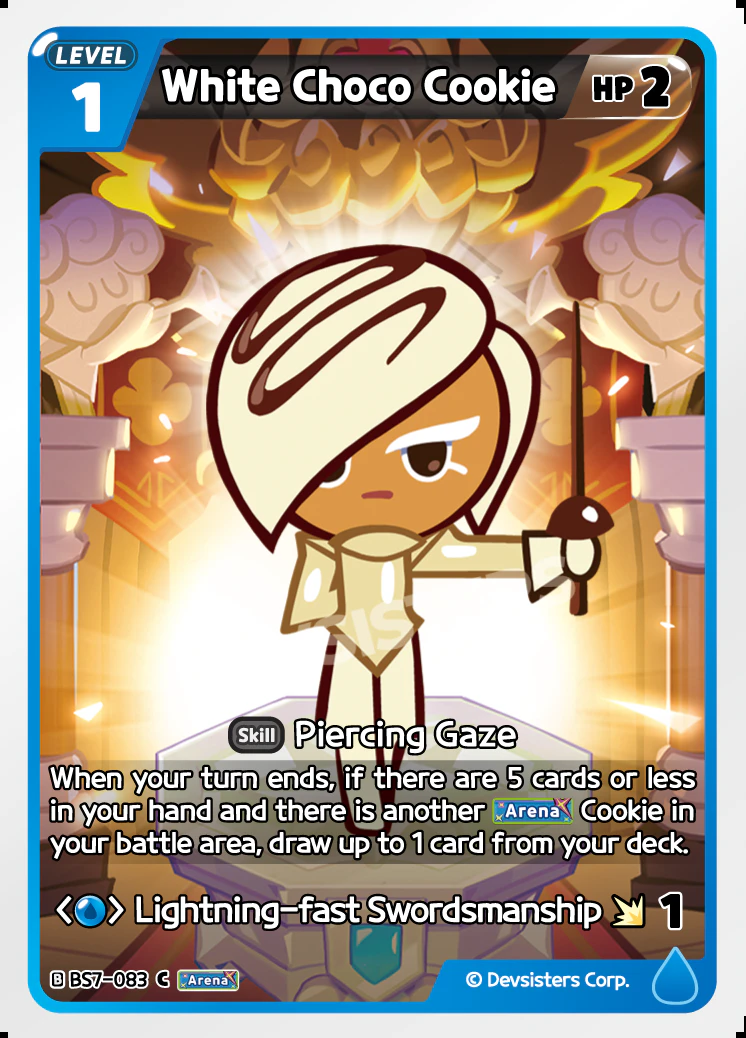 LEVEL
1
White Choco Cookie
HP 2
Skill Piercing Gaze
When your turn ends, if there are 5 cards or less
in your hand and there is another Arena Cookie in
your battle area, draw up to 1 card from your deck.
< > Lightning-fast Swordsmanship 1
B BS7-083 C Arena
© Devsisters Corp.